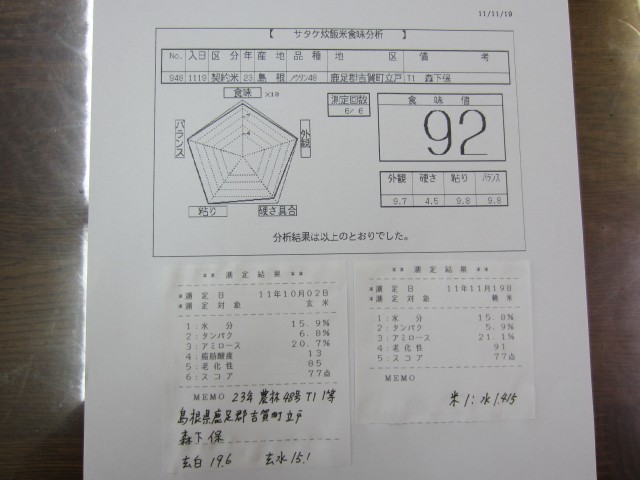 11/11/19
【 サタケ炊飯米食味分析 】
No. 入日 区分 年 産地 品種 地区 備考
948 1119 契約米 23 島根 ノウリン48 鹿足郡吉賀町立戸 T1 森下保
食味 ×10
外観
硬さ具合
粘り
バランス
測定回数
6/ 6
食味値
92
外観 硬さ 粘り バランス
9.7 4.5 9.8 9.8
分析結果は以上のとおりでした。
** 測定結果 **
*測定日 11年10月02日
*測定対象 玄米
1:水分 15.9%
2:タンパク 6.8%
3:アミロース 20.7%
4:脂肪酸度 13
5:老化性 85
6:スコア 77点
MEMO 23年 農林48号 T1 1等
島根県鹿足郡吉賀町立戸
森下 保
玄白 19.6 玄水 15.1
** 測定結果 **
*測定日 11年11月19日
*測定対象 精米
1:水分 15.8%
2:タンパク 5.9%
3:アミロース 21.1%
4:老化性 91
5:スコア 77点
MEMO
米1:水1.415